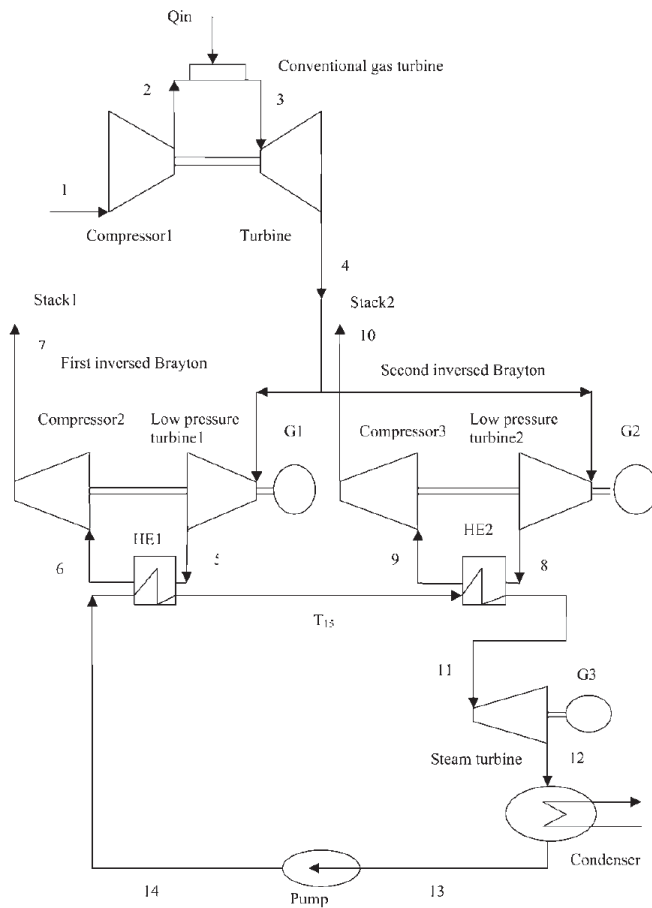 Qin
Conventional gas turbine
2
3
1
Compressor1
Turbine
4
Stack1
Stack2
7
10
First inversed Brayton
Second inversed Brayton
Compressor2
Low pressure
turbine1
G1
Compressor3
Low pressure
turbine2
G2
HE1
HE2
6
5
9
8
T15
11
G3
Steam turbine
12
Condenser
14
Pump
13